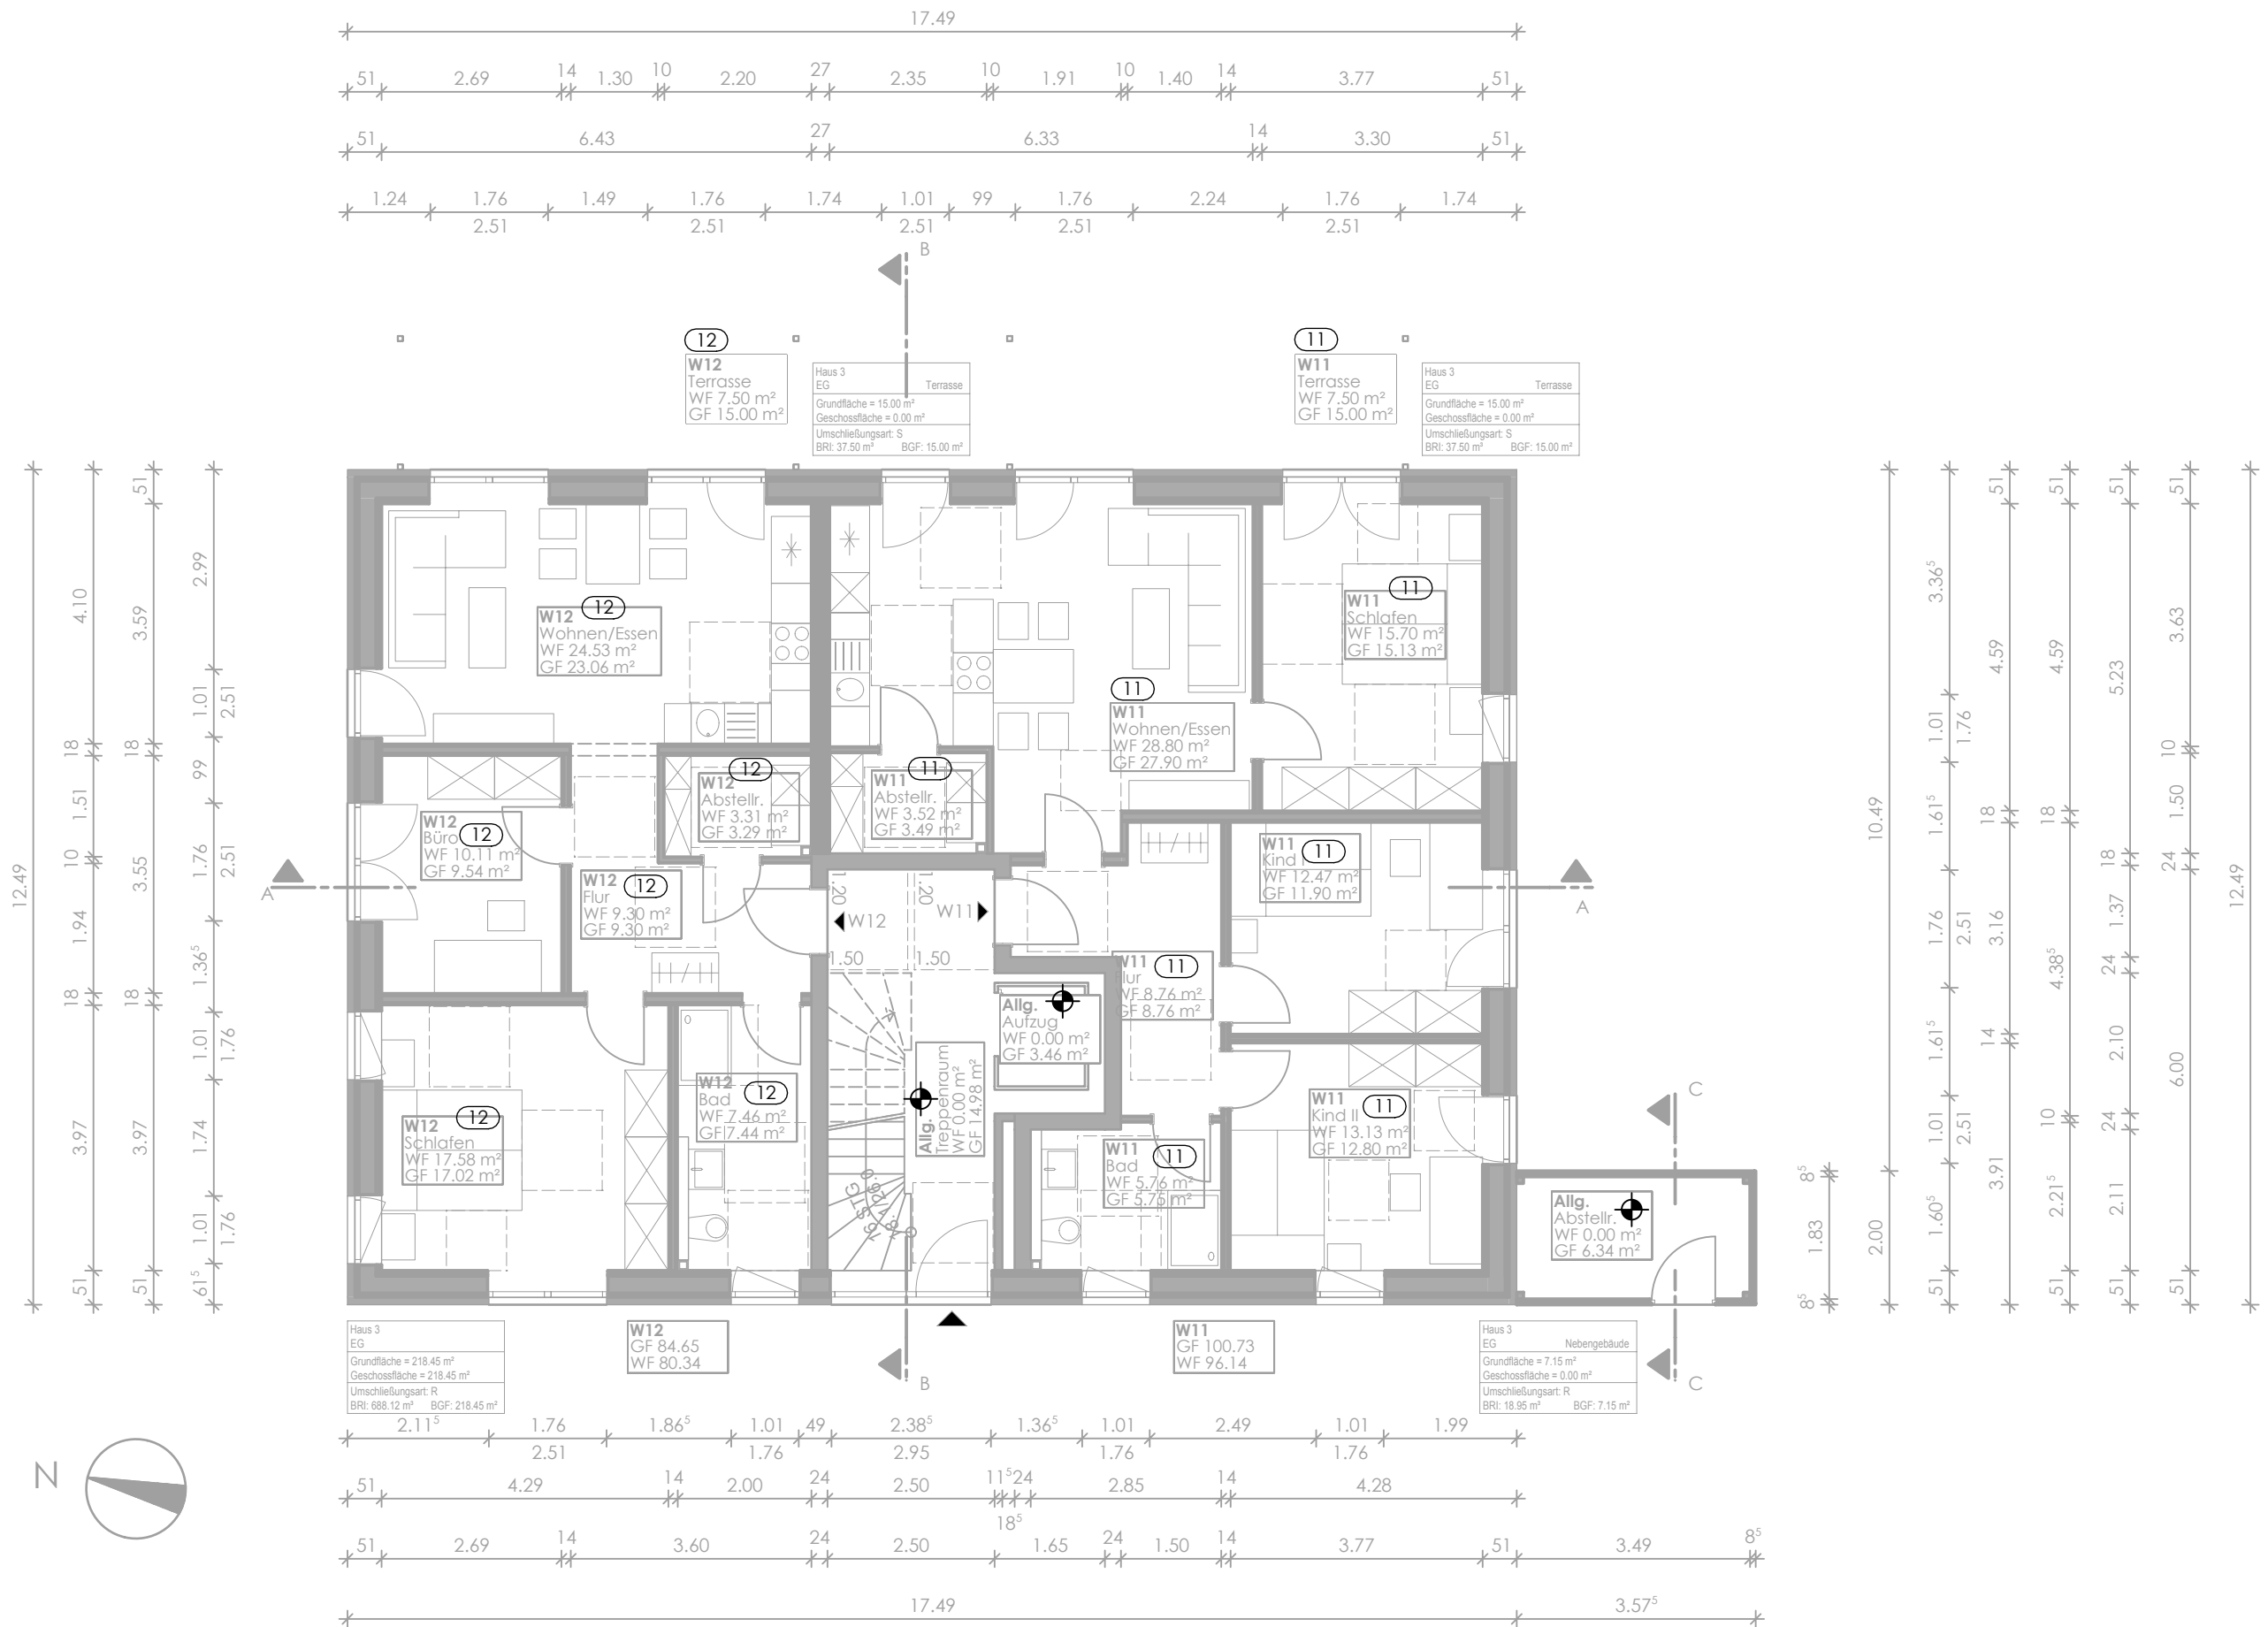 17.49
51 2.69 14 1.30 10 2.20 27 2.35 10 1.91 10 1.40 14 3.77 51
51 6.43 27 6.33 14 3.30 51
1.24 1.76 1.49 1.76 1.74 1.01 99 1.76 2.24 1.76 1.74
2.51 2.51 2.51 2.51 2.51
B
12
W12
Terrasse
WF 7.50 m²
GF 15.00 m²
Haus 3
EG Terrasse
Grundfläche = 15.00 m²
Geschossfläche = 0.00 m²
Umschließungsart: S
BRI: 37.50 m³ BGF: 15.00 m²
11
W11
Terrasse
WF 7.50 m²
GF 15.00 m²
Haus 3
EG Terrasse
Grundfläche = 15.00 m²
Geschossfläche = 0.00 m²
Umschließungsart: S
BRI: 37.50 m³ BGF: 15.00 m²
12.49
4.10 18 1.51 10 1.94 18 3.97 51
51 3.59 18 3.55 18 3.97 51
2.99 1.01 99 1.76 1.36⁵ 1.01 1.74 1.01 61⁵
2.51 2.51 1.76 1.76
12
W12
Wohnen/Essen
WF 24.53 m²
GF 23.06 m²
11
W11
Wohnen/Essen
WF 28.80 m²
GF 27.90 m²
11
W11
Schlafen
WF 15.70 m²
GF 15.13 m²
12
W12
Abstellr.
WF 3.31 m²
GF 3.29 m²
11
W11
Abstellr.
WF 3.52 m²
GF 3.49 m²
12
W12
Büro
WF 10.11 m²
GF 9.54 m²
12
W12
Flur
WF 9.30 m²
GF 9.30 m²
11
W11
Kind I
WF 12.47 m²
GF 11.90 m²
A
A
1.20 1.20
W12 W11
1.50 1.50
11
W11
Flur
WF 8.76 m²
GF 8.76 m²
Allg.
Aufzug
WF 0.00 m²
GF 3.46 m²
Allg.
Treppenraum
WF 0.00 m²
GF 14.98 m²
12
W12
Schlafen
WF 17.58 m²
GF 17.02 m²
12
W12
Bad
WF 7.46 m²
GF 7.44 m²
11
W11
Bad
WF 5.76 m²
GF 5.76 m²
11
W11
Kind II
WF 13.13 m²
GF 12.80 m²
C
Allg.
Abstellr.
WF 0.00 m²
GF 6.34 m²
8⁵ 1.83 8⁵
10.49 2.00
3.36⁵ 1.01 1.61⁵ 1.76 1.61⁵ 1.01 1.60⁵ 51
1.76 2.51 2.51
51 4.59 18 3.16 14 3.91
51 4.59 18 4.38⁵ 10 2.21⁵ 51
51 5.23 18 1.37 24 2.10 24 2.11 51
51 3.63 10 1.50 24 6.00 51
12.49
Haus 3
EG
Grundfläche = 218.45 m²
Geschossfläche = 218.45 m²
Umschließungsart: R
BRI: 688.12 m³ BGF: 218.45 m²
W12
GF 84.65
WF 80.34
B
W11
GF 100.73
WF 96.14
Haus 3
EG Nebengebäude
Grundfläche = 7.15 m²
Geschossfläche = 0.00 m²
Umschließungsart: R
BRI: 18.95 m³ BGF: 7.15 m²
C
N
2.11⁵ 1.76 1.86⁵ 1.01 49 2.38⁵ 1.36⁵ 1.01 2.49 1.01 1.99
2.51 1.76 2.95 1.76 1.76
51 4.29 14 2.00 24 2.50 11⁵ 24 2.85 14 4.28
18⁵
51 2.69 14 3.60 24 2.50 1.65 24 1.50 14 3.77 51 3.49 8⁵
17.49 3.57⁵